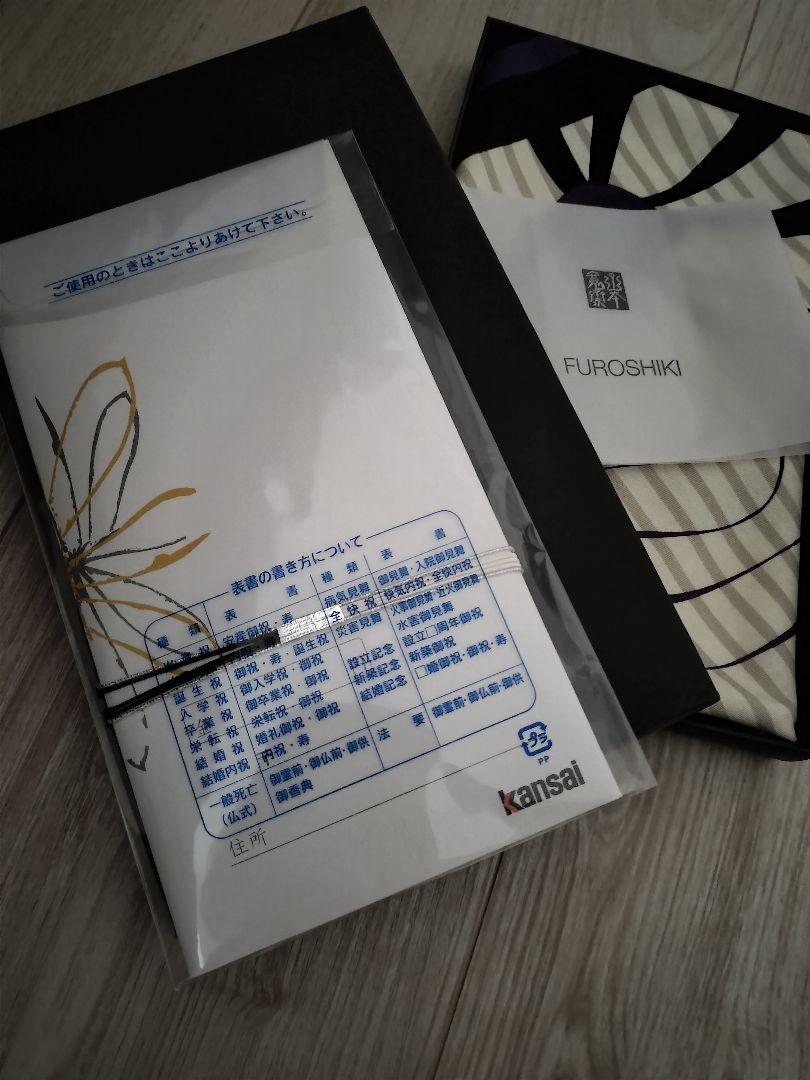 ご使用のときはここよりあけて下さい。
FUROSHIKI
表書の書き方について
種 類 表 書 種 類 表 書
安産御祝・寿 病気見舞 御見舞・入院御見舞
全快祝 快気内祝・全快内祝
誕生祝 御祝・寿・誕生祝 災害見舞 火事御見舞・近火御見舞
入学祝 御入学祝・御祝 水害御見舞
卒業祝 御卒業祝・御祝 設立記念 設立□周年御祝
栄転祝 栄転祝・御祝 新築記念 新築御祝
結婚祝 婚礼御祝・御祝 結婚記念 □婚御祝・御祝・寿
結婚内祝 内祝・寿
一般死亡(仏式) 御霊前・御仏前・御供 法 要 御霊前・御仏前・御供
御香典
プラ
PP
kansai
住所